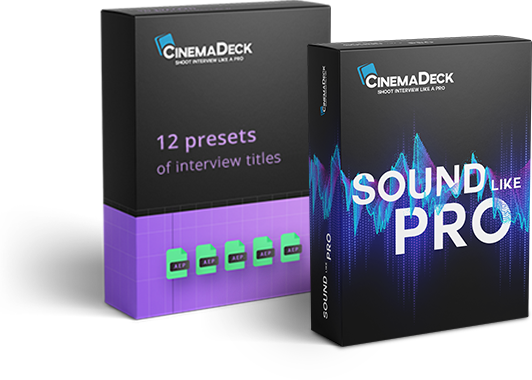 CINEMADECK
SHOOT INTERVIEW LIKE A PRO
12 presets
of interview titles
AEP
AEP
AEP
AEP
AEP
CINEMADECK
SOUND LIKE PRO
CINEMADECK
SHOOT INTERVIEW LIKE A PRO
SOUND LIKE
PRO